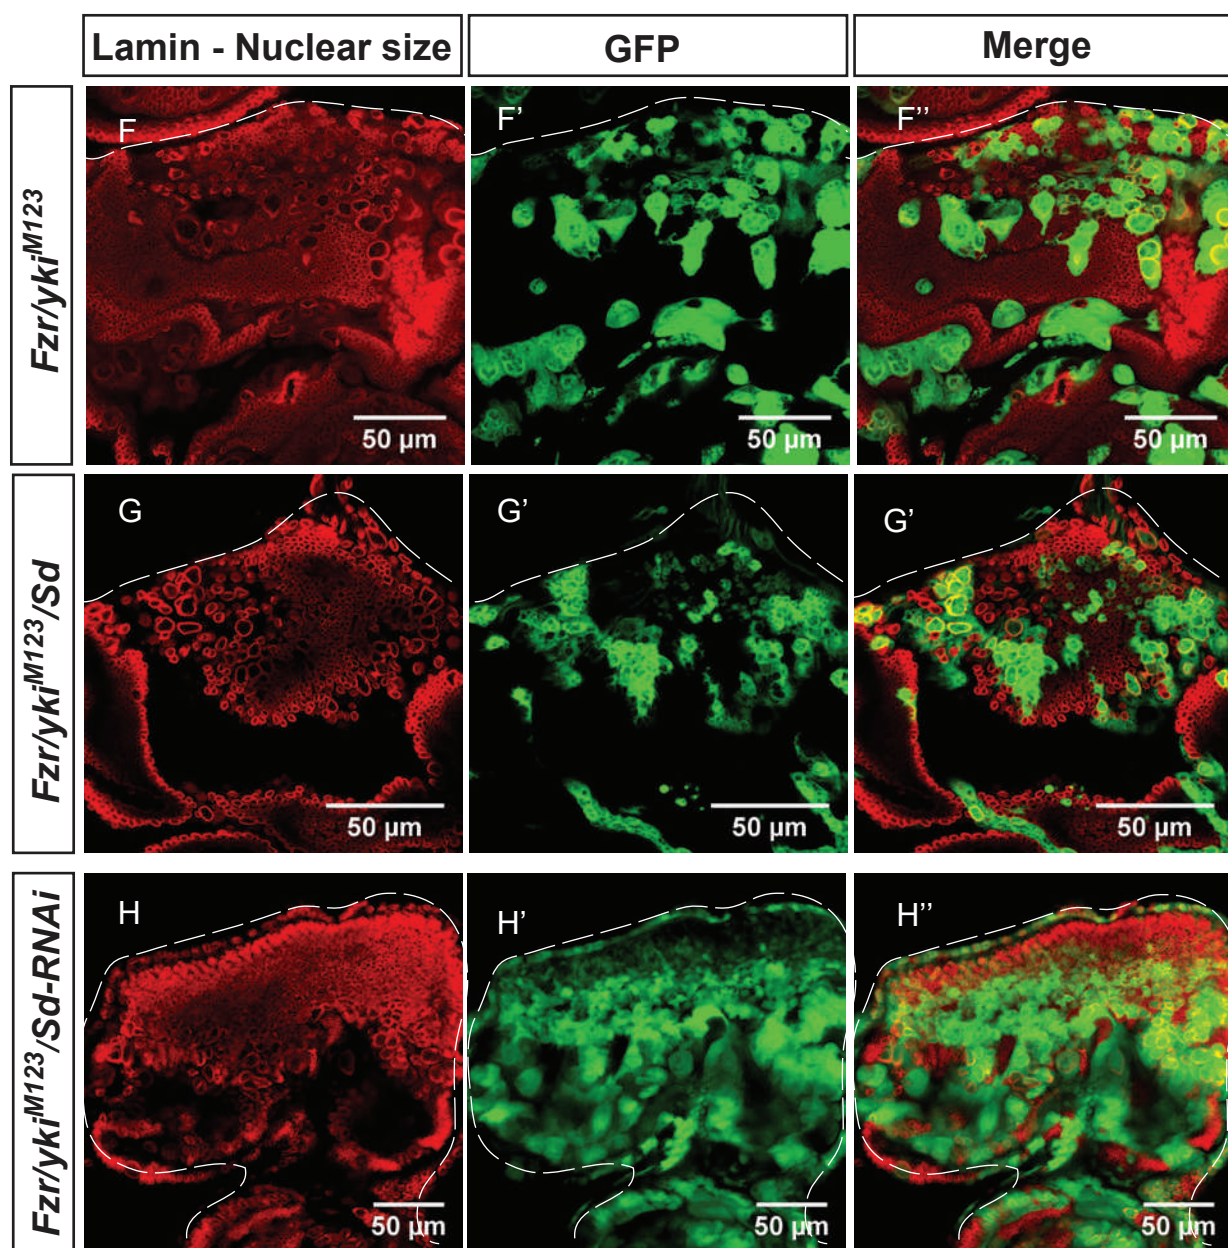 Lamin - Nuclear size
GFP
Merge
Fzr/yki^M123
F
F’
F’’
50 µm
50 µm
50 µm
Fzr/yki^M123/Sd
G
G’
G’
50 µm
50 µm
50 µm
Fzr/yki^M123/Sd-RNAi
H
H’
H’’
50 µm
50 µm
50 µm